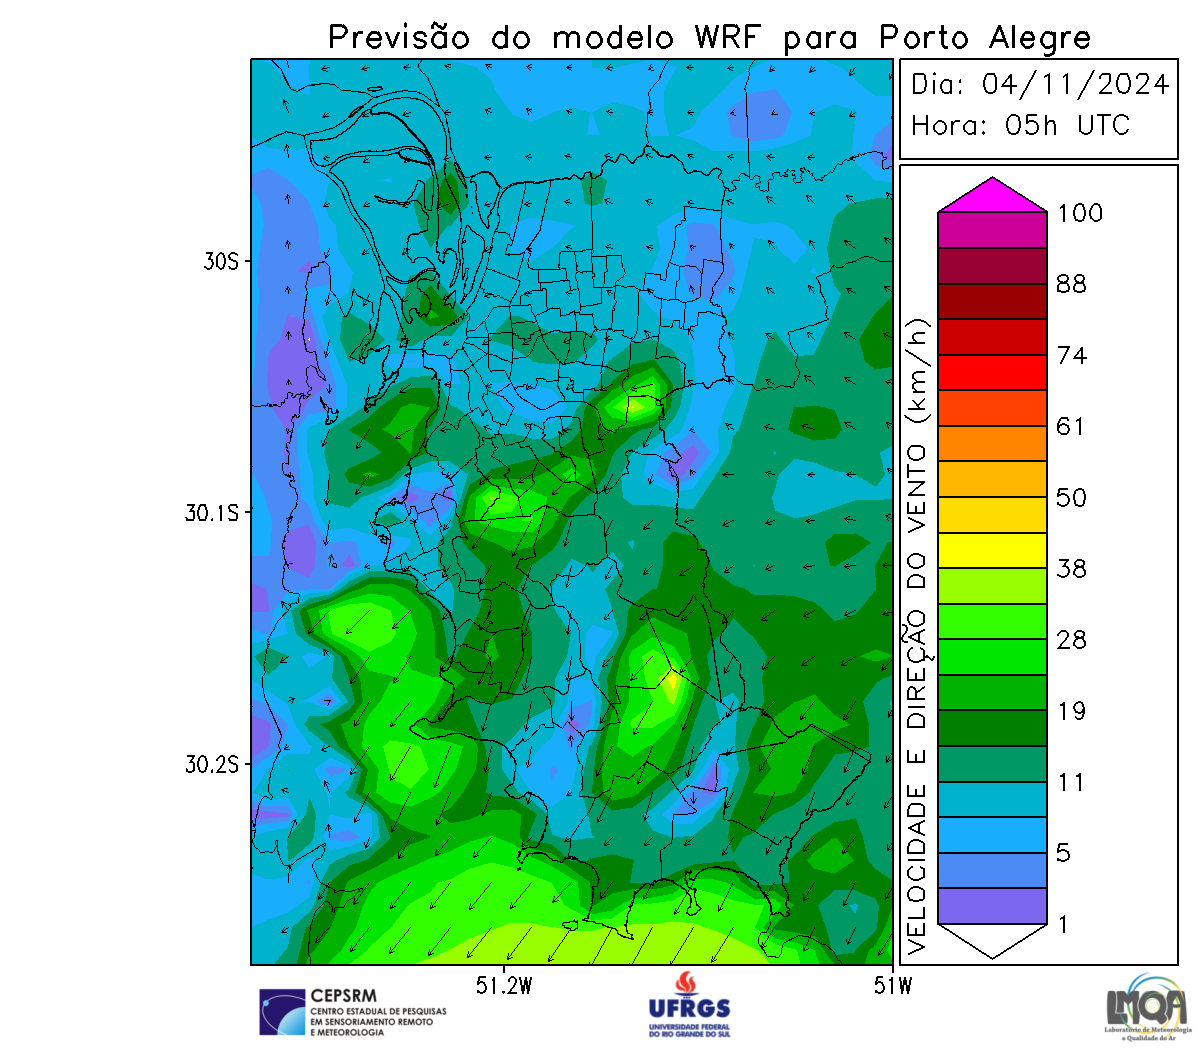 Previsão do modelo WRF para Porto Alegre
Dia: 04/11/2024
Hora: 05h UTC
100
88
74
61
50
38
28
19
11
5
1
VELOCIDADE E DIREÇÃO DO VENTO (km/h)
30S
30.1S
30.2S
51.2W
51W
CEPSRM
CENTRO ESTADUAL DE PESQUISAS
EM SENSORIAMENTO REMOTO
E METEOROLOGIA
UFRGS
UNIVERSIDADE FEDERAL
DO RIO GRANDE DO SUL
LMQA
Laboratório de Meteorologia
e Qualidade do Ar